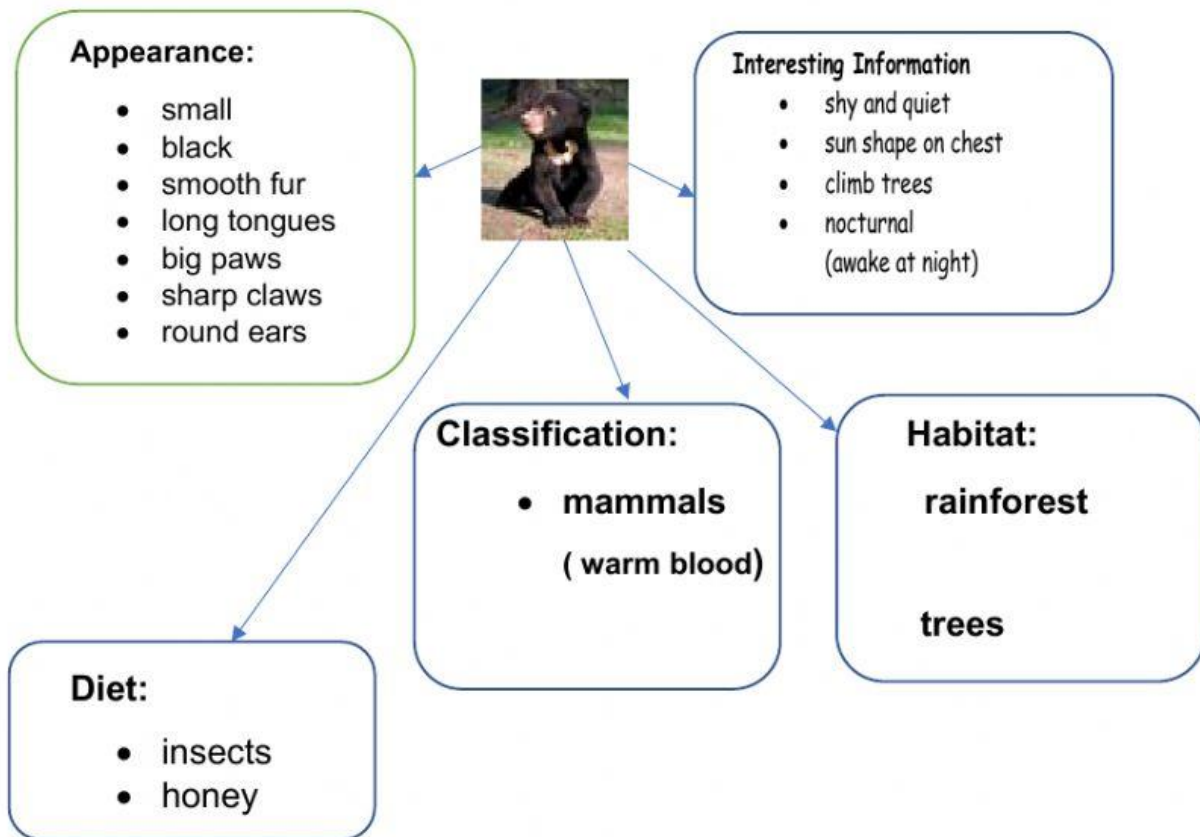 Appearance:
• small
• black
• smooth fur
• long tongues
• big paws
• sharp claws
• round ears
Interesting Information
• shy and quiet
• sun shape on chest
• climb trees
• nocturnal
(awake at night)
Classification:
• mammals
( warm blood)
Habitat:
rainforest
trees
Diet:
• insects
• honey